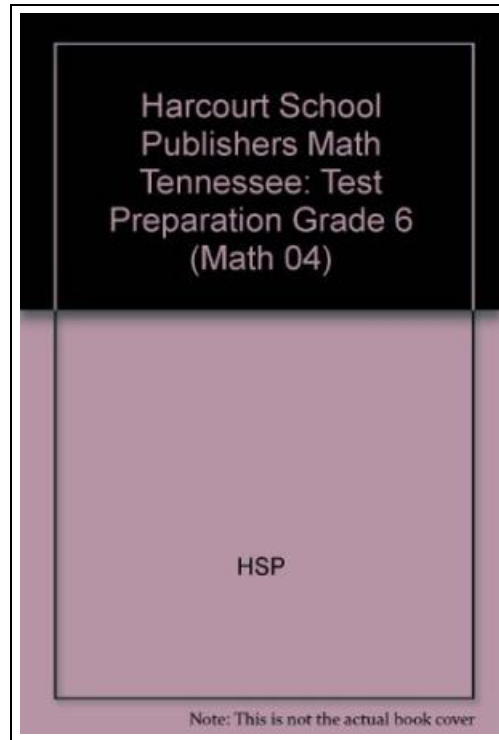 Harcourt School
Publishers Math
Tennessee: Test
Preparation Grade 6
(Math 04)
HSP
Note: This is not the actual book cover